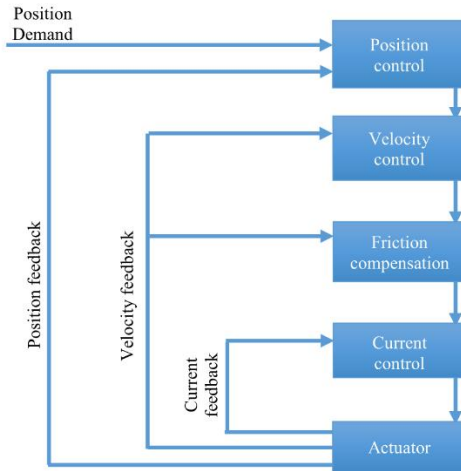 Position
Demand
Position
control
Velocity
control
Friction
compensation
Current
control
Actuator
Position feedback
Velocity feedback
Current
feedback